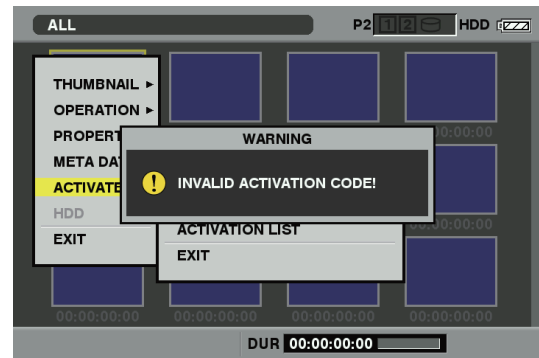 ALL P2 1 2 HDD
THUMBNAIL
OPERATION
PROPERT
META DA
ACTIVATE
HDD
EXIT
WARNING
INVALID ACTIVATION CODE!
ACTIVATION LIST
EXIT
00:00:00
00:00:00:00
00:00:00:00 00:00:00:00 00:00:00:00 00:00:00:00
DUR 00:00:00:00